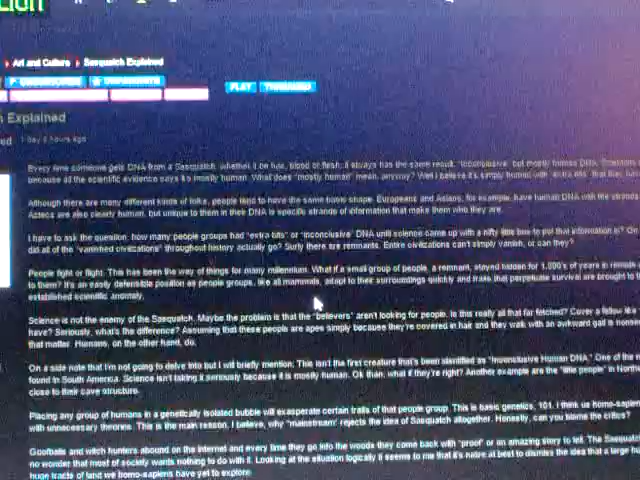 Art and Culture Sasquatch Explained
PLAY
Explained
1 day 8 hours ago
Every time someone gets DNA from a Sasquatch, whether it be hair, blood or flesh, it always has the same result, "inconclusive" but mostly human DNA.
because all the scientific evidence says it's mostly human. What does "mostly human" mean, anyway? Well I believe it's simply human with "extra bits" that they
Although there are many different kinds of folks, people tend to have the same basic shape. Europeans and Asians, for example, have human DNA with the strands
Aztecs are also clearly human, but unique to them in their DNA is specific strands of information that make them who they are.
I have to ask the question, how many people groups had "extra bits" or "inconclusive" DNA until science came up with a nifty little box to put that information in? On
did all of the "vanished civilizations" throughout history actually go? Surly there are remnants. Entire civilizations can't simply vanish, or can they?
People fight or flight. This has been the way of things for many millennium. What if a small group of people, a remnant, stayed hidden for 1,000's of years in remote
to them? It's an easily defensible position as people groups, like all mammals, adapt to their surroundings quickly and traits that perpetuate survival are brought to
established scientific anomaly.
Science is not the enemy of the Sasquatch. Maybe the problem is that the "believers" aren't looking for people. Is this really all that far fetched? Cover a fellow like
have? Seriously, what's the difference? Assuming that these people are apes simply because they're covered in hair and they walk with an awkward gait is
that matter. Humans, on the other hand, do.
On a side note that I'm not going to delve into but I will briefly mention; This isn't the first creature that's been identified as "Inconclusive Human DNA." One of the
found in South America. Science isn't taking it seriously because it is mostly human. Ok than, what if they're right? Another example are the "little people" in North
close to their cave structure.
Placing any group of humans in a genetically isolated bubble will exasperate certain traits of that people group. This is basic genetics, 101. I think us homo-sapien
with unnecessary theories. This is the main reason, I believe, why "mainstream" rejects the idea of Sasquatch altogether. Honestly, can you blame the critics?
Goofballs and witch hunters abound on the internet and every time they go into the woods they come back with "proof" or an amazing story to tell. The
no wonder that most of society wants nothing to do with it. Looking at the situation logically it seems to me that it's naive at best to dismiss the idea that a large
huge tracts of land we homo-sapiens have yet to explore.